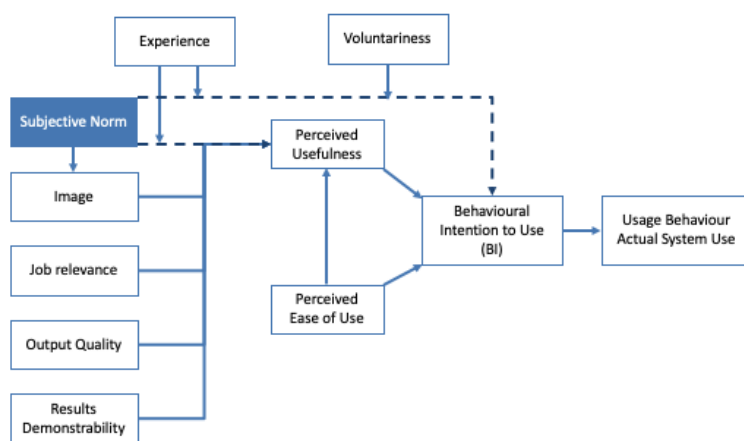 Experience
Voluntariness
Subjective Norm
Perceived
Usefulness
Image
Behavioural
Intention to Use
(BI)
Usage Behaviour
Actual System Use
Job relevance
Perceived
Ease of Use
Output Quality
Results
Demonstrability